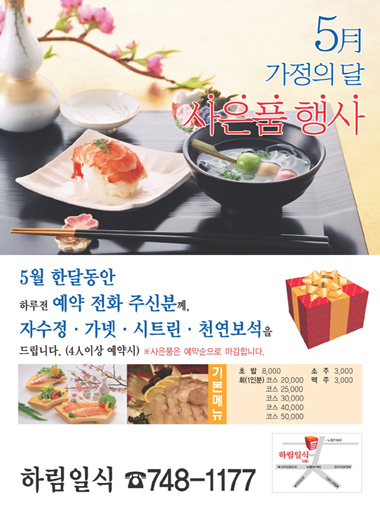 5月
가정의 달
사은품 행사
5월 한달동안
하루전 예약 전화 주신분께,
자수정 · 가넷 · 시트린 · 천연보석을
드립니다. (4人이상 예약시) ※사은품은 예약순으로 마감합니다.
기본메뉴
초 밥 8,000 소 주 3,000
회(1인분) 코스 20,000 맥 주 3,000
코스 25,000
코스 30,000
코스 40,000
코스 50,000
하림일식 ☎748-1177
하림일식